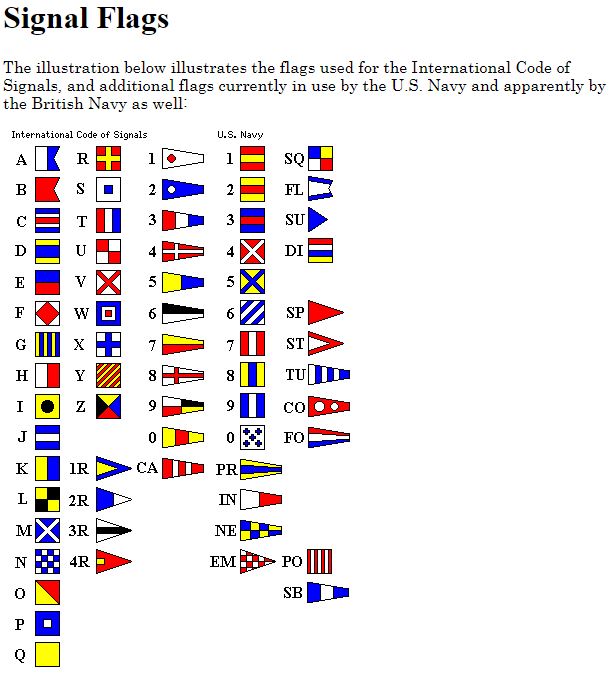 Signal Flags
The illustration below illustrates the flags used for the International Code of
Signals, and additional flags currently in use by the U.S. Navy and apparently by
the British Navy as well:
International Code of Signals U.S. Navy
A R 1 1 SQ
B S 2 2 FL
C T 3 3 SU
D U 4 4 DI
E V 5 5
F W 6 6 SP
G X 7 7 ST
H Y 8 8 TU
I Z 9 9 CO
J 0 0 FO
K 1R CA PR
L 2R IN
M 3R NE
N 4R EM PO
O SB
P
Q